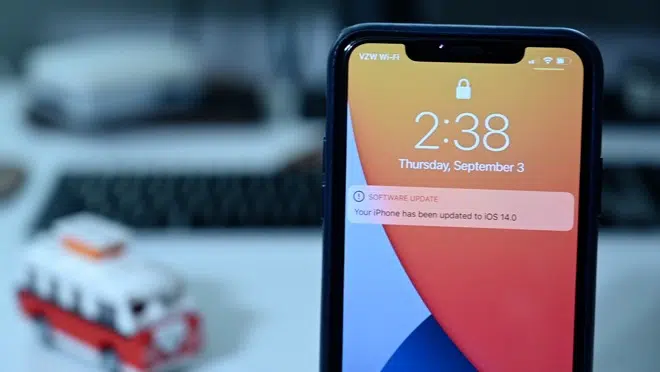 VZW Wi-Fi
2:38
Thursday, September 3
SOFTWARE UPDATE
Your iPhone has been updated to iOS 14.0